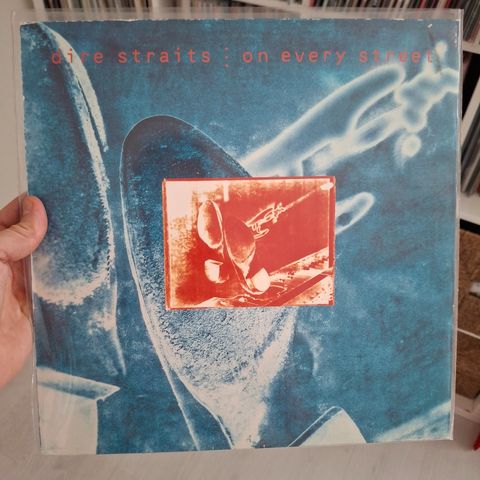 dire straits : on every street